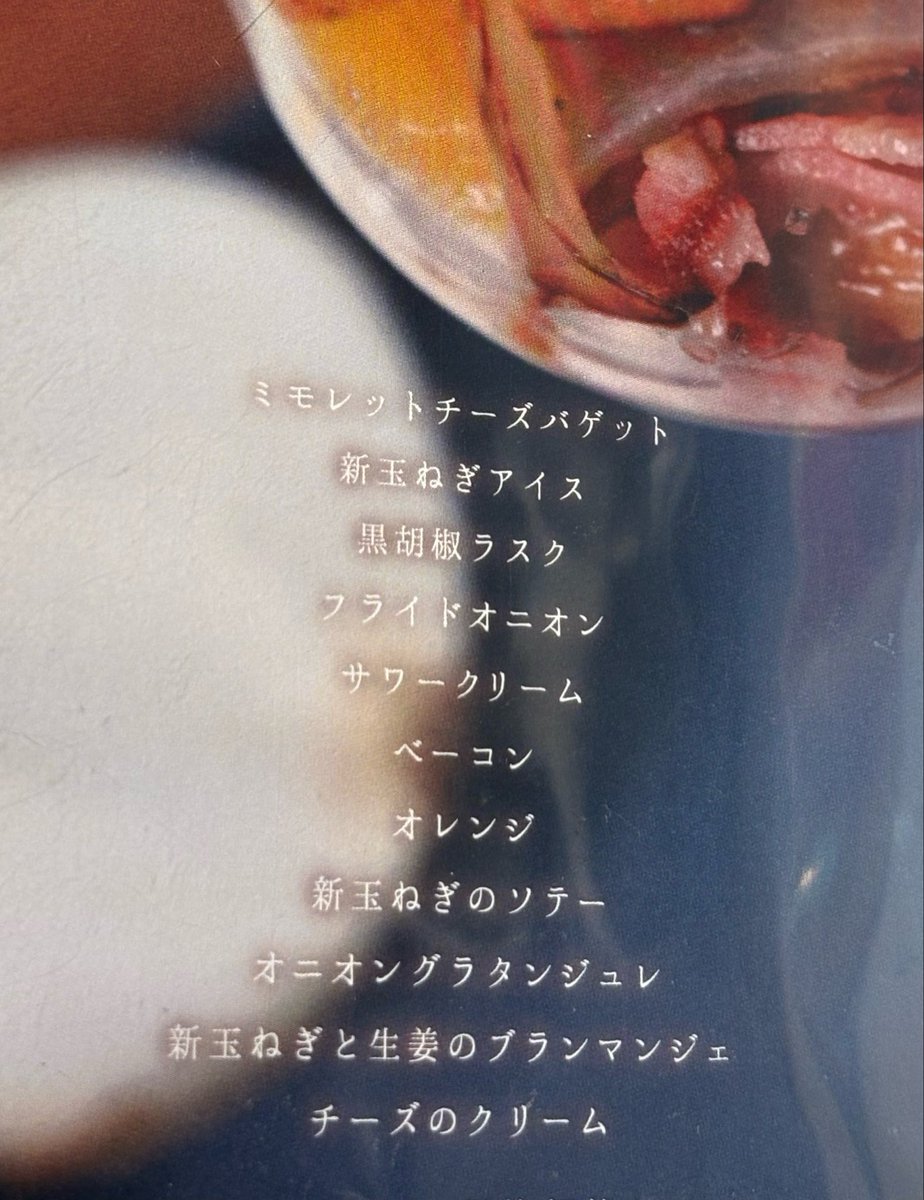 ミモレットチーズバゲット
新玉ねぎアイス
黒胡椒ラスク
フライドオニオン
サワークリーム
ベーコン
オレンジ
新玉ねぎのソテー
オニオングラタンジュレ
新玉ねぎと生姜のブランマンジェ
チーズのクリーム